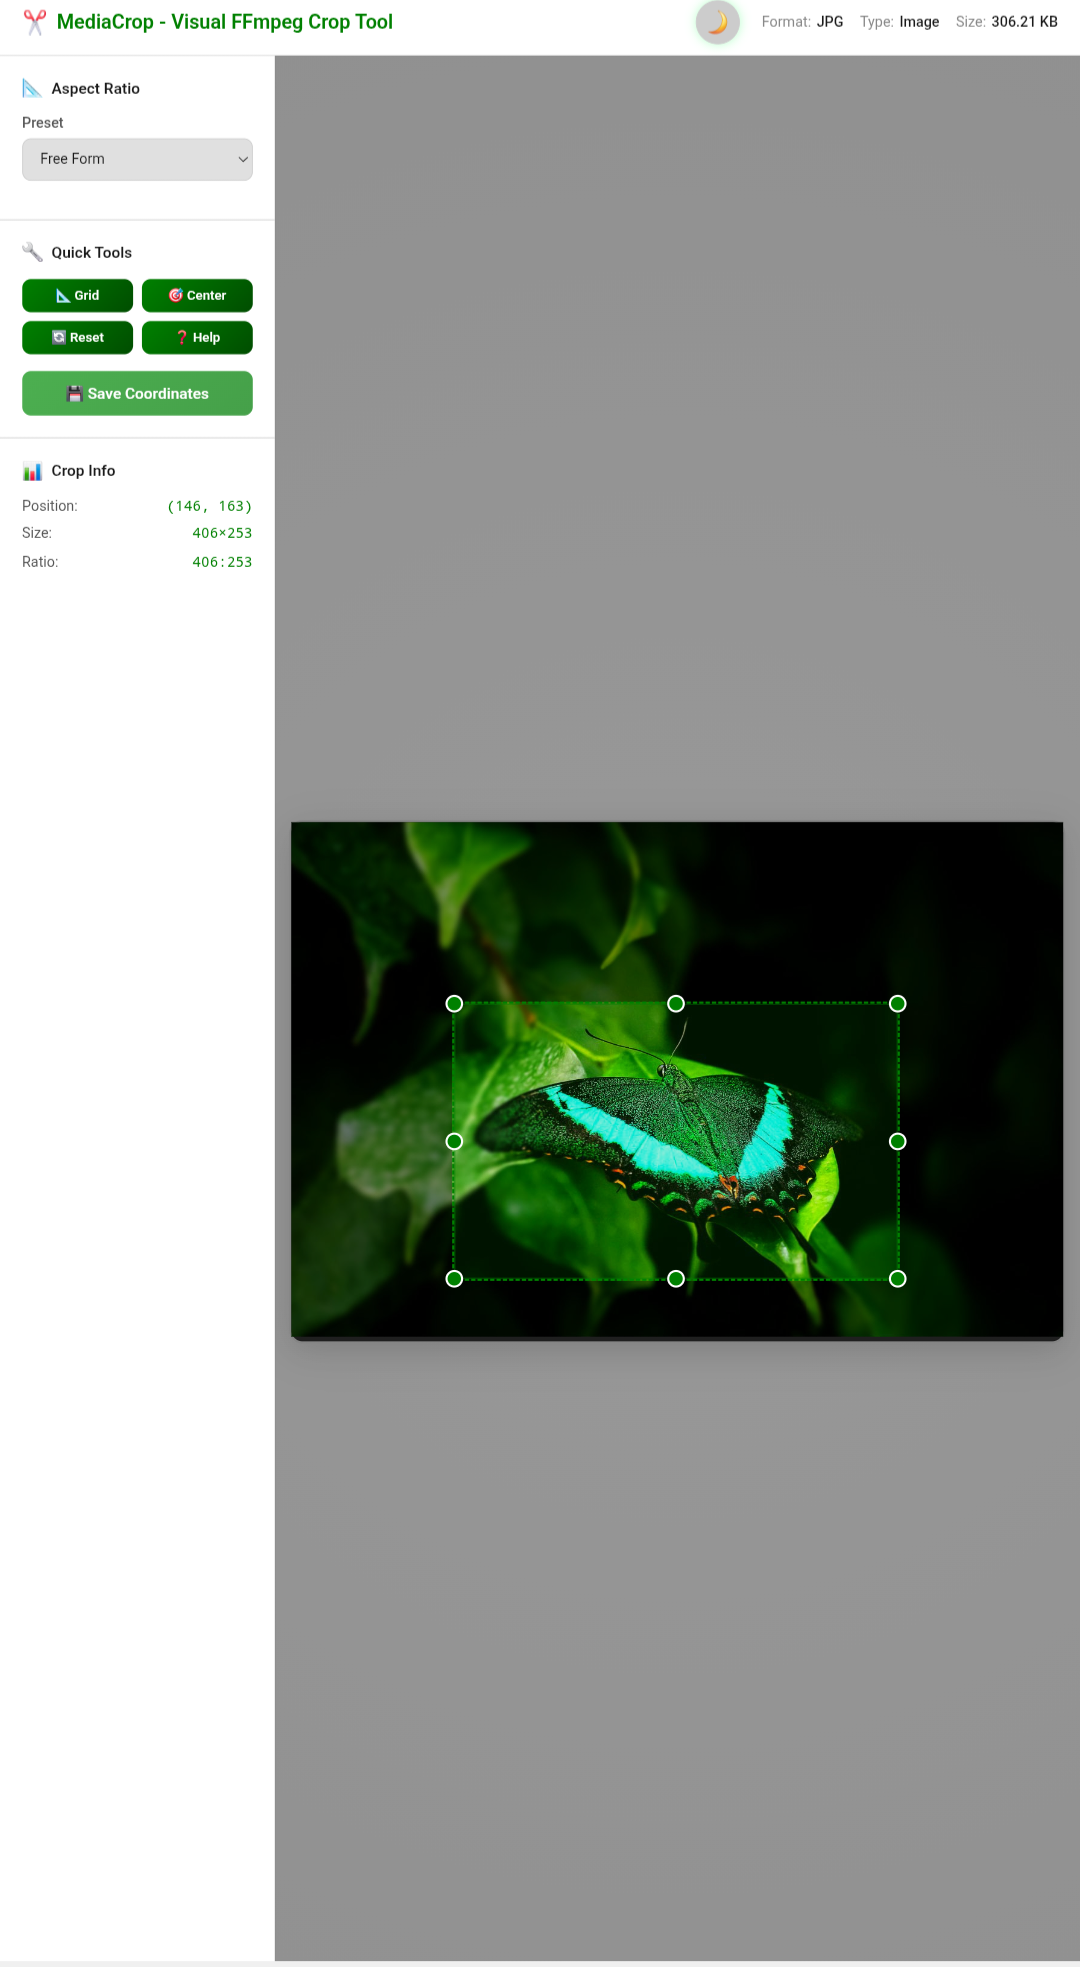 MediaCrop - Visual FFmpeg Crop Tool
Format: JPG Type: Image Size: 306.21 KB
Aspect Ratio
Preset
Free Form
Quick Tools
Grid
Center
Reset
Help
Save Coordinates
Crop Info
Position: (146, 163)
Size: 406×253
Ratio: 406:253